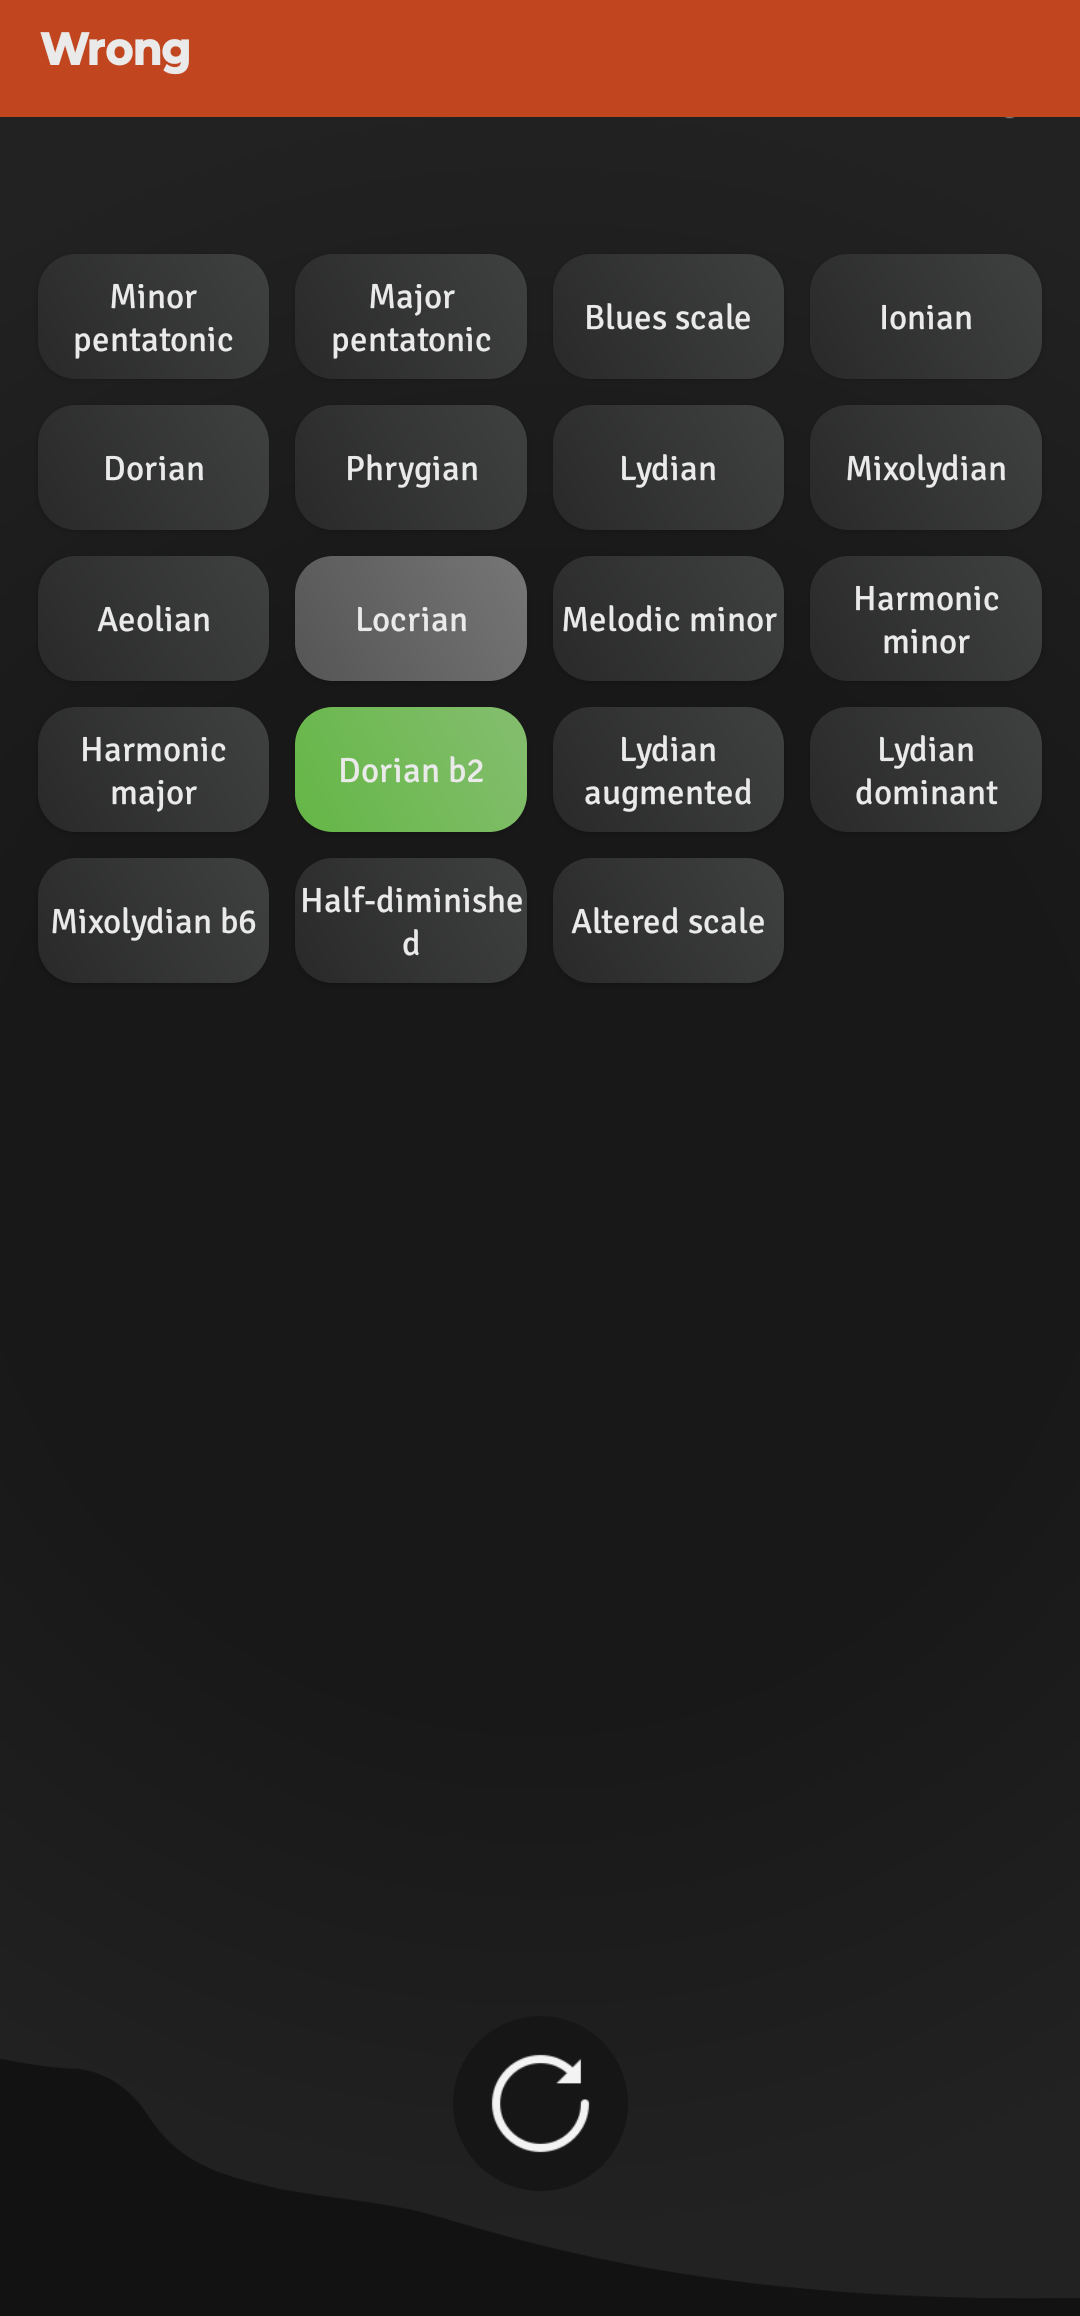 Wrong
Minor
pentatonic
Major
pentatonic
Blues scale
Ionian
Dorian
Phrygian
Lydian
Mixolydian
Aeolian
Locrian
Melodic minor
Harmonic
minor
Harmonic
major
Dorian b2
Lydian
augmented
Lydian
dominant
Mixolydian b6
Half-diminishe
d
Altered scale